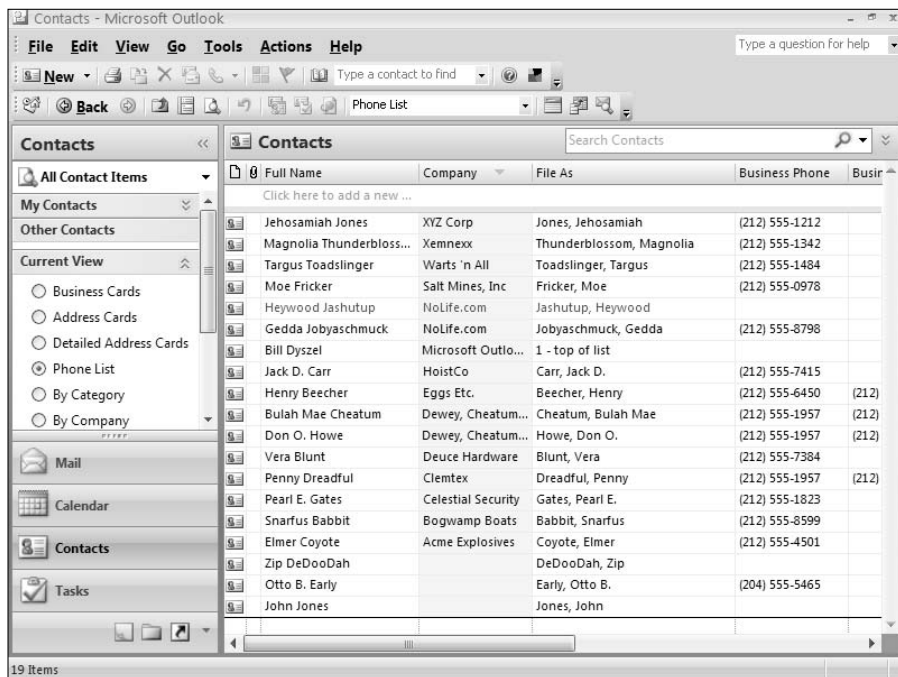 Contacts - Microsoft Outlook
File Edit View Go Tools Actions Help
Type a question for help
New
Type a contact to find
Back
Phone List
Contacts
Contacts
Search Contacts
All Contact Items
My Contacts
Other Contacts
Current View
Business Cards
Address Cards
Detailed Address Cards
Phone List
By Category
By Company
Mail
Calendar
Contacts
Tasks
Full Name Company File As Business Phone Busir
Click here to add a new ...
Jehosamiah Jones XYZ Corp Jones, Jehosamiah (212) 555-1212
Magnolia Thunderbloss... Xemnexx Thunderblossom, Magnolia (212) 555-1342
Targus Toadslinger Warts 'n All Toadslinger, Targus (212) 555-1484
Moe Fricker Salt Mines, Inc Fricker, Moe (212) 555-0978
Heywood Jashutup NoLife.com Jashutup, Heywood
Gedda Jobyaschmuck NoLife.com Jobyaschmuck, Gedda (212) 555-8798
Bill Dyszel Microsoft Outlo... 1 - top of list
Jack D. Carr HoistCo Carr, Jack D. (212) 555-7415
Henry Beecher Eggs Etc. Beecher, Henry (212) 555-6450 (212)
Bulah Mae Cheatum Dewey, Cheatum... Cheatum, Bulah Mae (212) 555-1957 (212)
Don O. Howe Dewey, Cheatum... Howe, Don O. (212) 555-1957 (212)
Vera Blunt Deuce Hardware Blunt, Vera (212) 555-7384
Penny Dreadful Clemtex Dreadful, Penny (212) 555-1957 (212)
Pearl E. Gates Celestial Security Gates, Pearl E. (212) 555-1823
Snarfus Babbit Bogwamp Boats Babbit, Snarfus (212) 555-8599
Elmer Coyote Acme Explosives Coyote, Elmer (212) 555-4501
Zip DeDooDah DeDooDah, Zip
Otto B. Early Early, Otto B. (204) 555-5465
John Jones Jones, John
19 Items